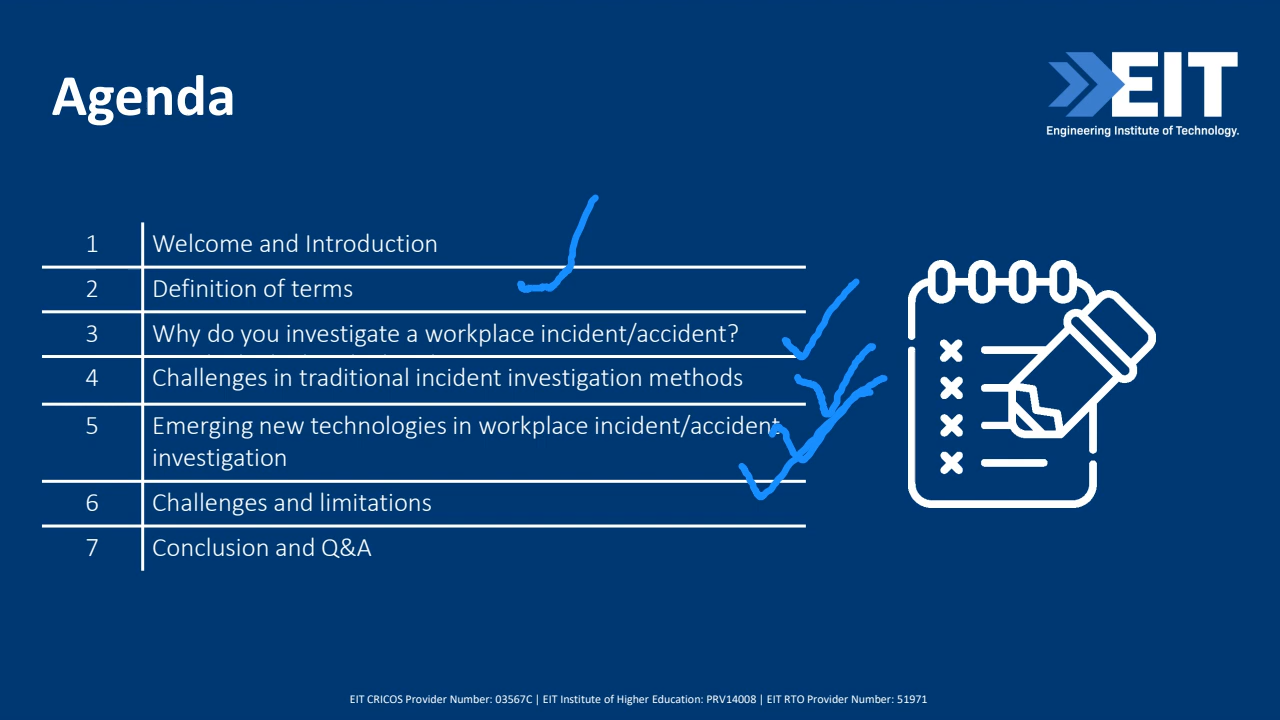 Agenda
EIT
Engineering Institute of Technology.
1 Welcome and Introduction
2 Definition of terms
3 Why do you investigate a workplace incident/accident?
4 Challenges in traditional incident investigation methods
5 Emerging new technologies in workplace incident/accident
investigation
6 Challenges and limitations
7 Conclusion and Q&A
EIT CRICOS Provider Number: 03567C | EIT Institute of Higher Education: PRV14008 | EIT RTO Provider Number: 51971